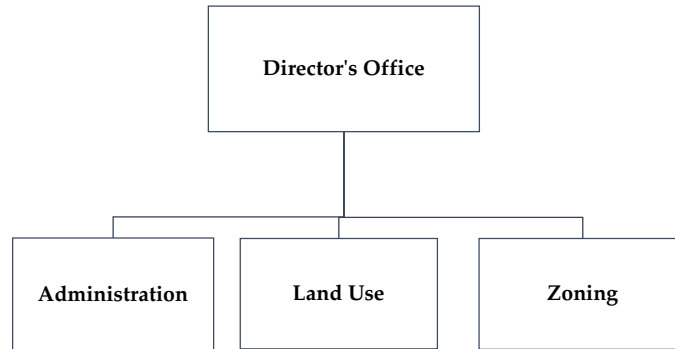 Director's Office
Administration
Land Use
Zoning